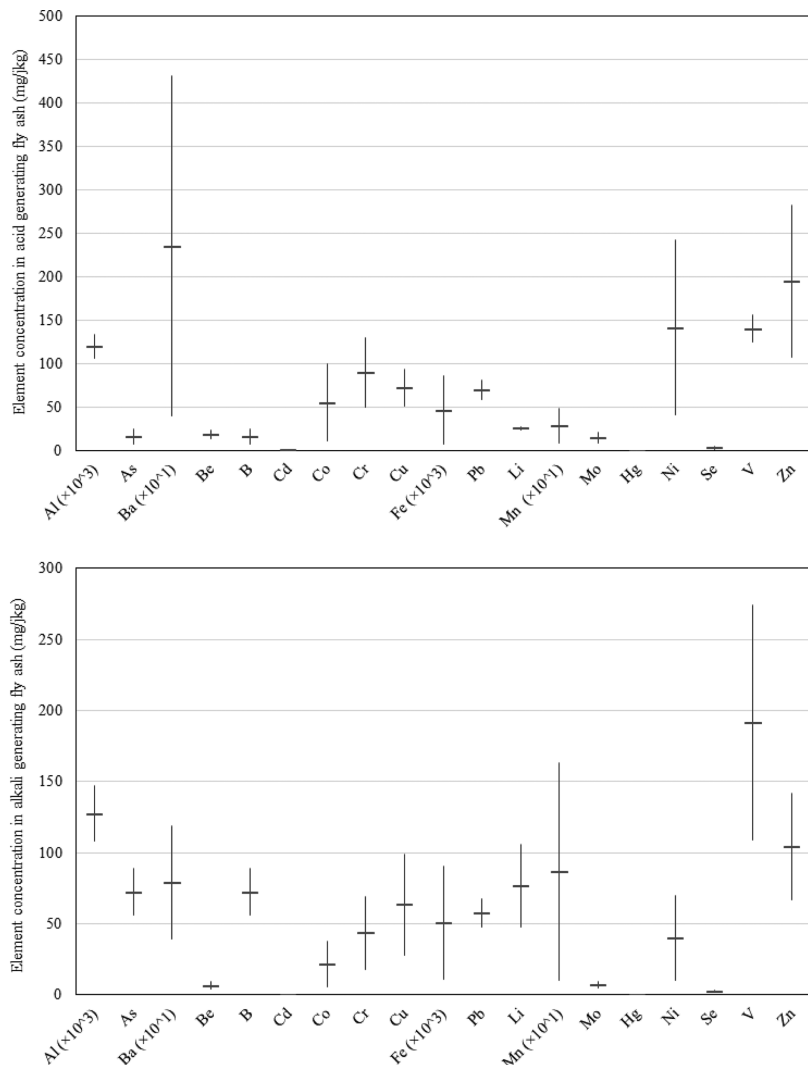 Element concentration in acid generating fly ash (mg/jkg)
500
450
400
350
300
250
200
150
100
50
0
Al (×10^3)
As
Ba (×10^1)
Be
B
Cd
Co
Cr
Cu
Fe (×10^3)
Pb
Li
Mn (×10^1)
Mo
Hg
Ni
Se
V
Zn
Element concentration in alkali generating fly ash (mg/jkg)
300
250
200
150
100
50
0
Al (×10^3)
As
Ba (×10^1)
Be
B
Cd
Co
Cr
Cu
Fe (×10^3)
Pb
Li
Mn (×10^1)
Mo
Hg
Ni
Se
V
Zn